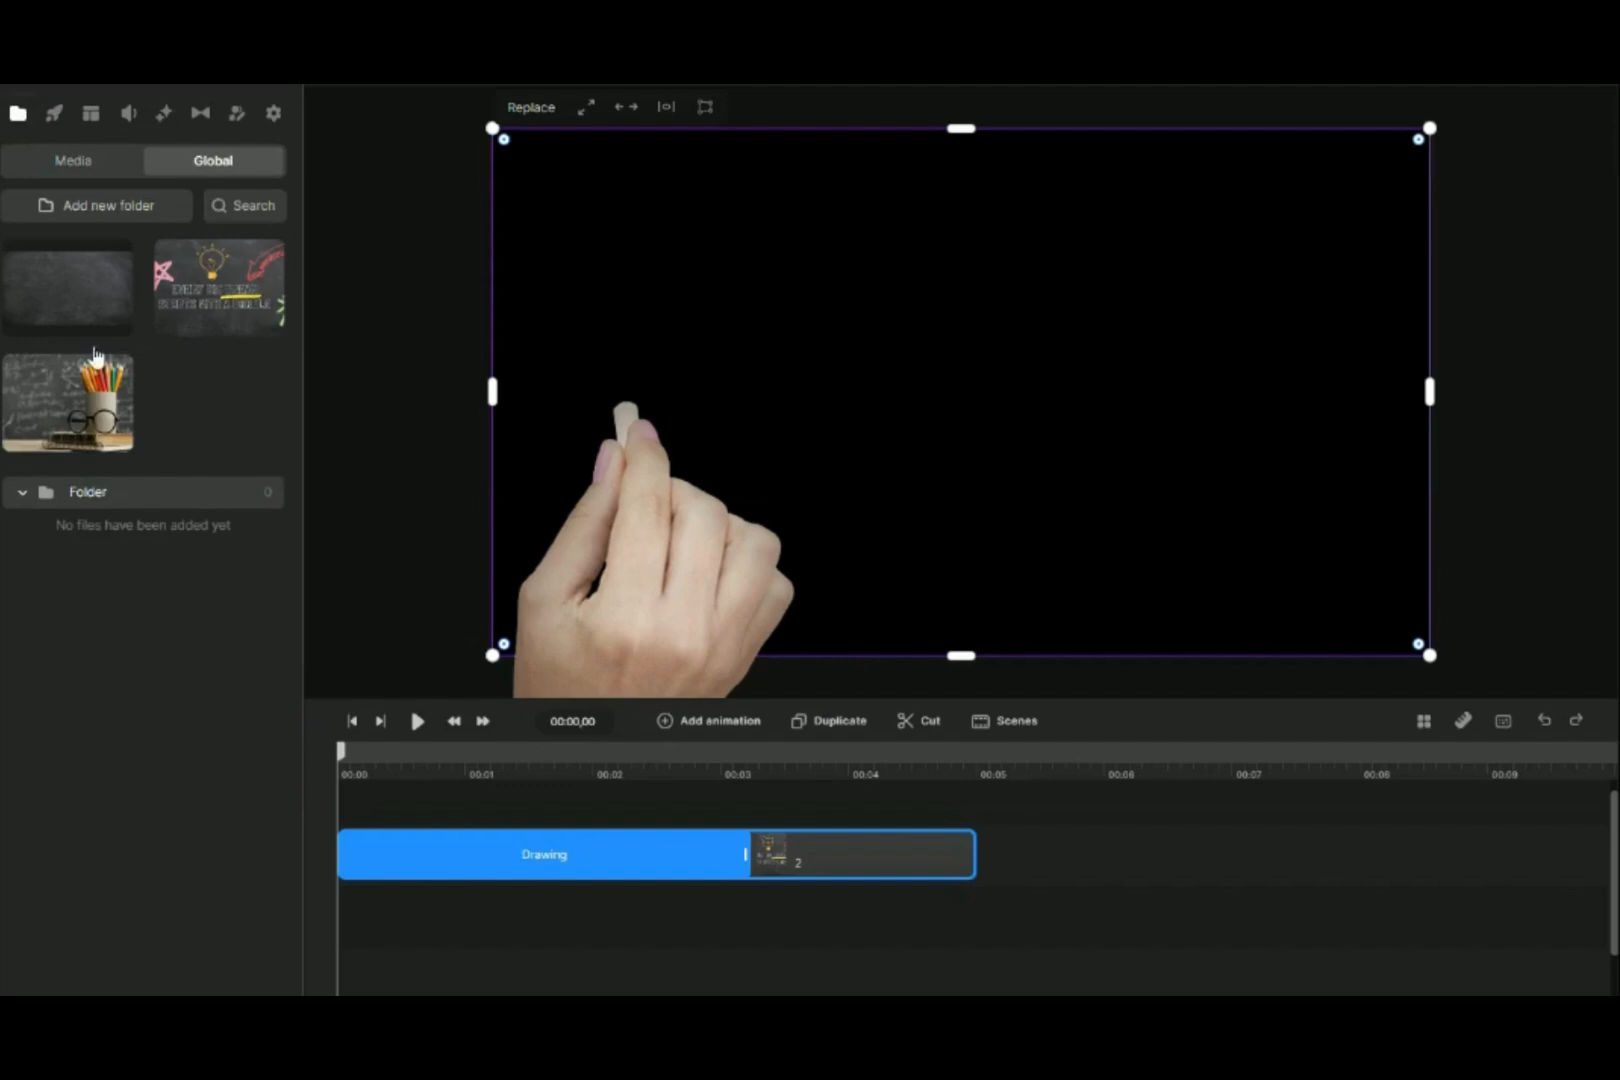 Replace
Media
Global
Add new folder
Search
Folder
0
No files have been added yet
00:00,00
Add animation
Duplicate
Cut
Scenes
00:00
00:01
00:02
00:03
00:04
00:05
00:06
00:07
00:08
00:09
Drawing
2